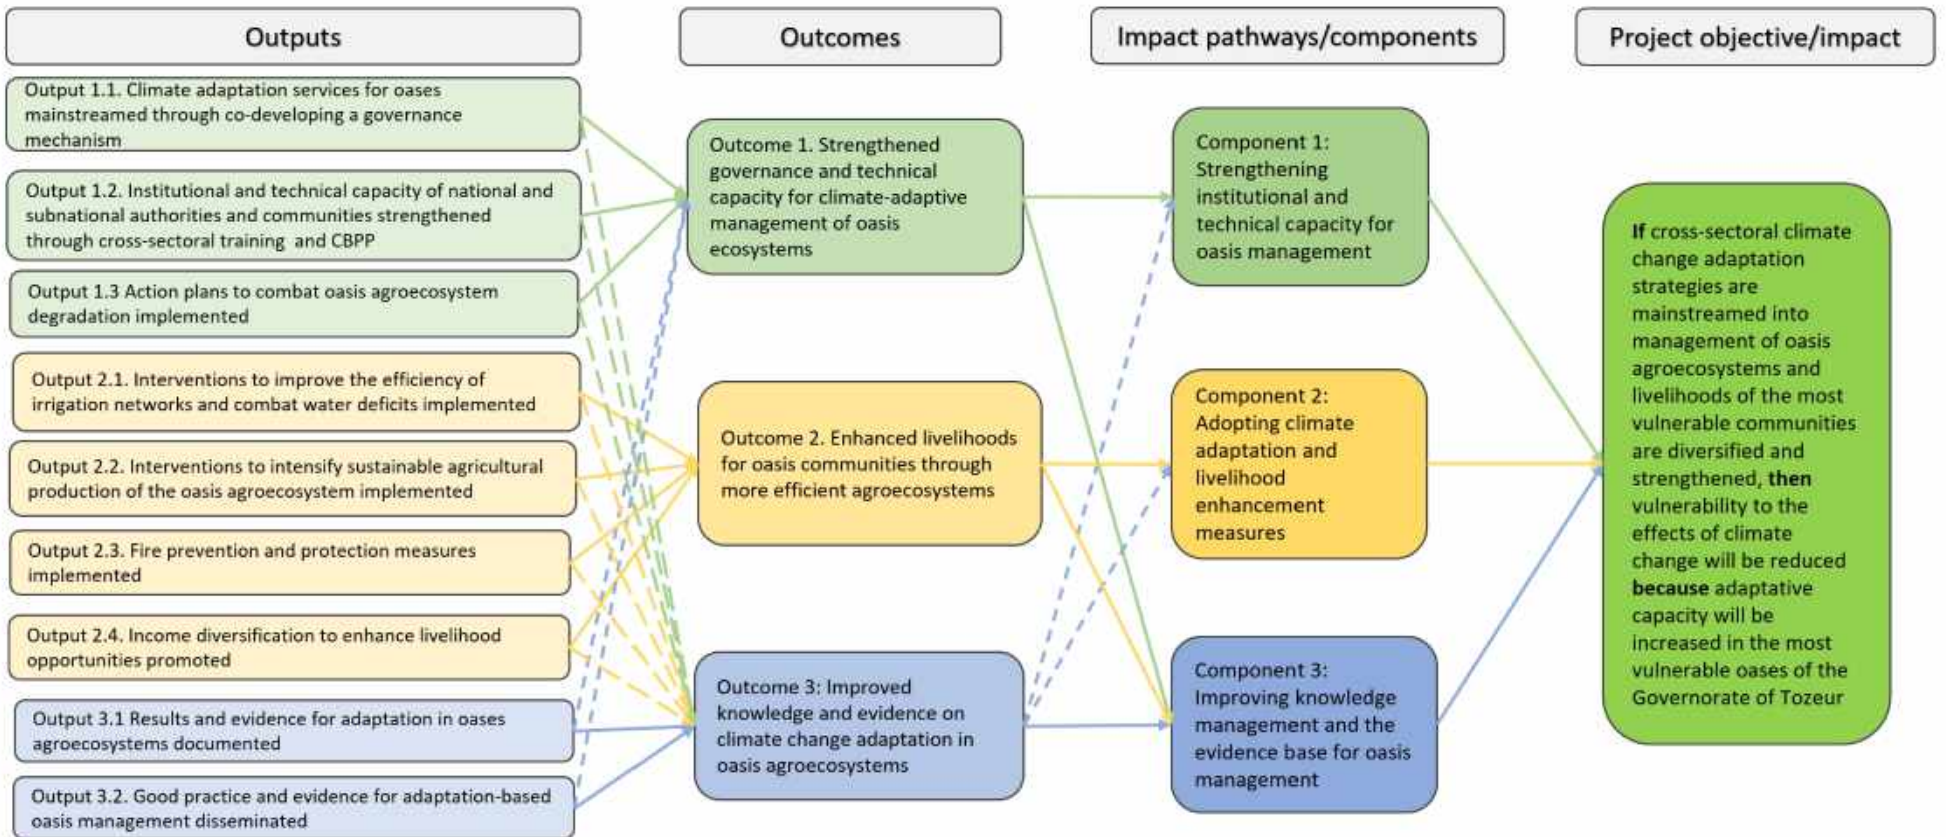 Outputs
Outcomes
Impact pathways/components
Project objective/impact
Output 1.1. Climate adaptation services for oases
mainstreamed through co-developing a governance
mechanism
Output 1.2. Institutional and technical capacity of national and
subnational authorities and communities strengthened
through cross-sectoral training and CBPP
Output 1.3 Action plans to combat oasis agroecosystem
degradation implemented
Output 2.1. Interventions to improve the efficiency of
irrigation networks and combat water deficits implemented
Output 2.2. Interventions to intensify sustainable agricultural
production of the oasis agroecosystem implemented
Output 2.3. Fire prevention and protection measures
implemented
Output 2.4. Income diversification to enhance livelihood
opportunities promoted
Output 3.1 Results and evidence for adaptation in oases
agroecosystems documented
Output 3.2. Good practice and evidence for adaptation-based
oasis management disseminated
Outcome 1. Strengthened
governance and technical
capacity for climate-adaptive
management of oasis
ecosystems
Outcome 2. Enhanced livelihoods
for oasis communities through
more efficient agroecosystems
Outcome 3: Improved
knowledge and evidence on
climate change adaptation in
oasis agroecosystems
Component 1:
Strengthening
institutional and
technical capacity for
oasis management
Component 2:
Adopting climate
adaptation and
livelihood
enhancement
measures
Component 3:
Improving knowledge
management and the
evidence base for oasis
management
If cross-sectoral climate
change adaptation
strategies are
mainstreamed into
management of oasis
agroecosystems and
livelihoods of the most
vulnerable communities
are diversified and
strengthened, then
vulnerability to the
effects of climate
change will be reduced
because adaptative
capacity will be
increased in the most
vulnerable oases of the
Governorate of Tozeur